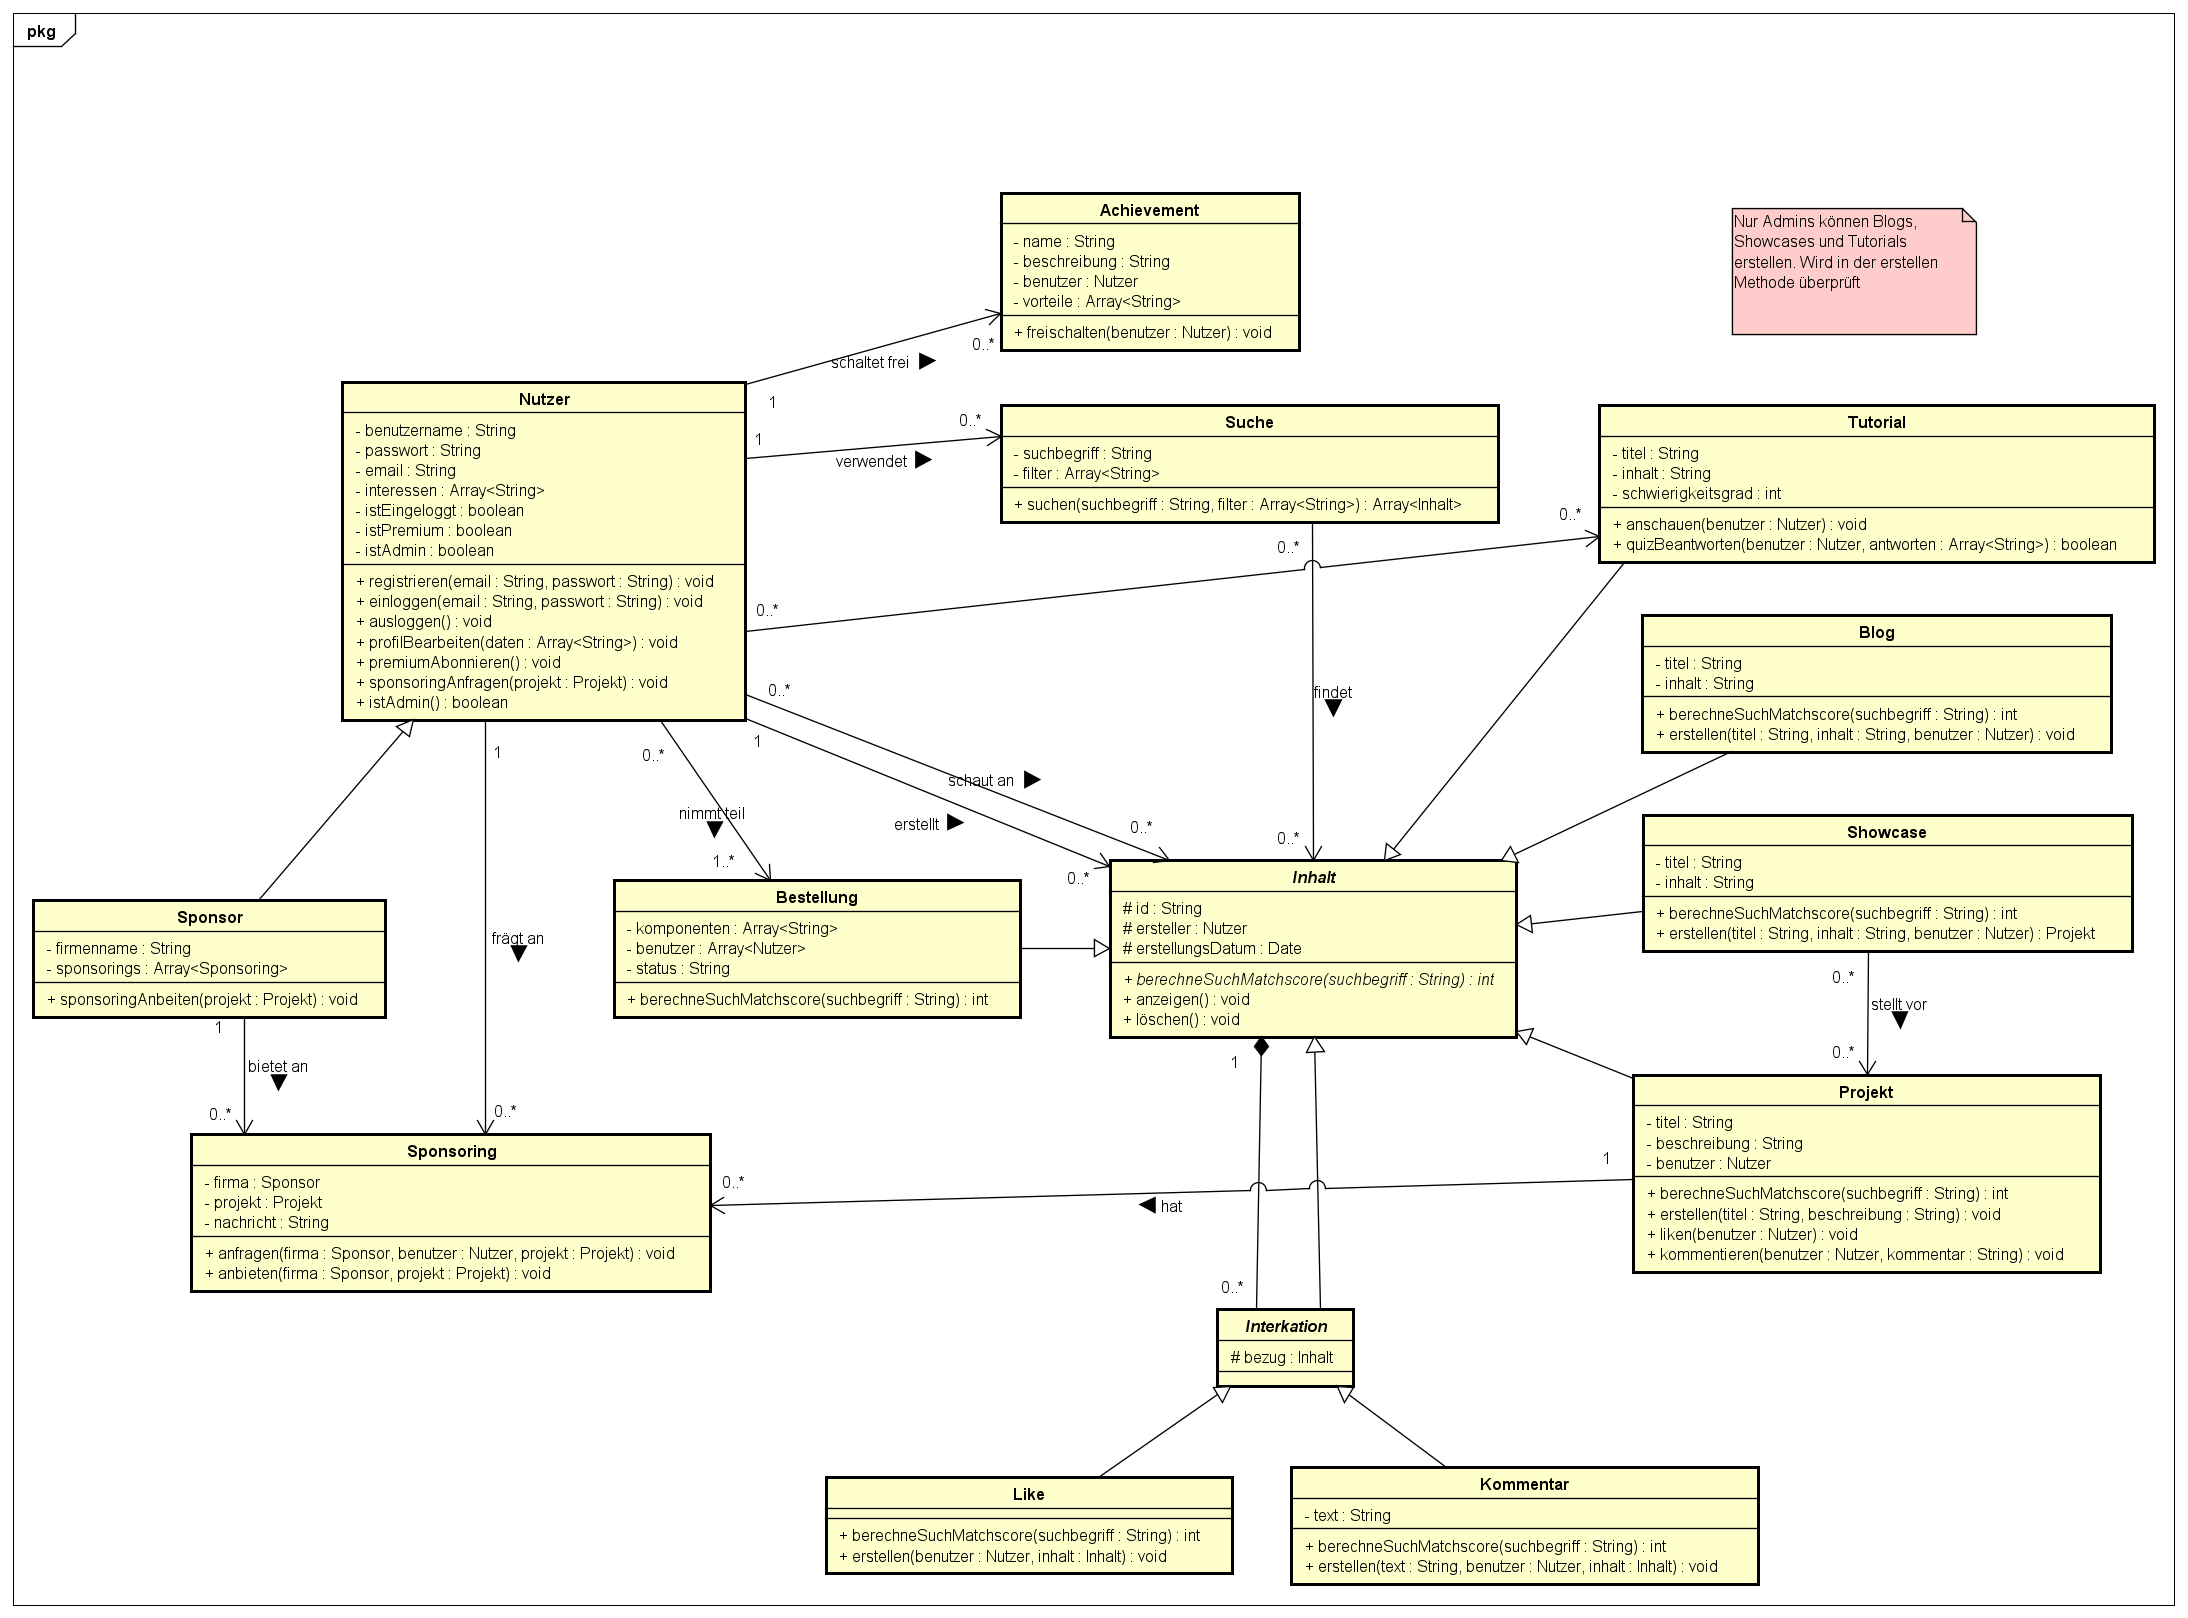 pkg
Achievement
- name : String
- beschreibung : String
- benutzer : Nutzer
- vorteile : Array<String>
+ freischalten(benutzer : Nutzer) : void
Nur Admins können Blogs,
Showcases und Tutorials
erstellen. Wird in der erstellen
Methode überprüft
0..*
schaltet frei
1
Nutzer
- benutzername : String
- passwort : String
- email : String
- interessen : Array<String>
- istEingeloggt : boolean
- istPremium : boolean
- istAdmin : boolean
+ registrieren(email : String, passwort : String) : void
+ einloggen(email : String, passwort : String) : void
+ ausloggen() : void
+ profilBearbeiten(daten : Array<String>) : void
+ premiumAbonnieren() : void
+ sponsoringAnfragen(projekt : Projekt) : void
+ istAdmin() : boolean
0..*
1
verwendet
Suche
- suchbegriff : String
- filter : Array<String>
+ suchen(suchbegriff : String, filter : Array<String>) : Array<Inhalt>
Tutorial
- titel : String
- inhalt : String
- schwierigkeitsgrad : int
+ anschauen(benutzer : Nutzer) : void
+ quizBeantworten(benutzer : Nutzer, antworten : Array<String>) : boolean
0..*
0..*
0..*
findet
0..*
Blog
- titel : String
- inhalt : String
+ berechneSuchMatchscore(suchbegriff : String) : int
+ erstellen(titel : String, inhalt : String, benutzer : Nutzer) : void
0..*
schaut an
0..*
1
erstellt
0..*
1
0..*
nimmt teil
1..*
Showcase
- titel : String
- inhalt : String
+ berechneSuchMatchscore(suchbegriff : String) : int
+ erstellen(titel : String, inhalt : String, benutzer : Nutzer) : Projekt
Sponsor
- firmenname : String
- sponsorings : Array<Sponsoring>
+ sponsoringAnbeiten(projekt : Projekt) : void
frägt an
0..*
Bestellung
- komponenten : Array<String>
- benutzer : Array<Nutzer>
- status : String
+ berechneSuchMatchscore(suchbegriff : String) : int
Inhalt
# id : String
# ersteller : Nutzer
# erstellungsDatum : Date
+ berechneSuchMatchscore(suchbegriff : String) : int
+ anzeigen() : void
+ löschen() : void
0..*
stellt vor
0..*
1
bietet an
0..*
1
0..*
Sponsoring
- firma : Sponsor
- projekt : Projekt
- nachricht : String
+ anfragen(firma : Sponsor, benutzer : Nutzer, projekt : Projekt) : void
+ anbieten(firma : Sponsor, projekt : Projekt) : void
0..*
hat
1
Projekt
- titel : String
- beschreibung : String
- benutzer : Nutzer
+ berechneSuchMatchscore(suchbegriff : String) : int
+ erstellen(titel : String, beschreibung : String) : void
+ liken(benutzer : Nutzer) : void
+ kommentieren(benutzer : Nutzer, kommentar : String) : void
Interkation
# bezug : Inhalt
Like
+ berechneSuchMatchscore(suchbegriff : String) : int
+ erstellen(benutzer : Nutzer, inhalt : Inhalt) : void
Kommentar
- text : String
+ berechneSuchMatchscore(suchbegriff : String) : int
+ erstellen(text : String, benutzer : Nutzer, inhalt : Inhalt) : void